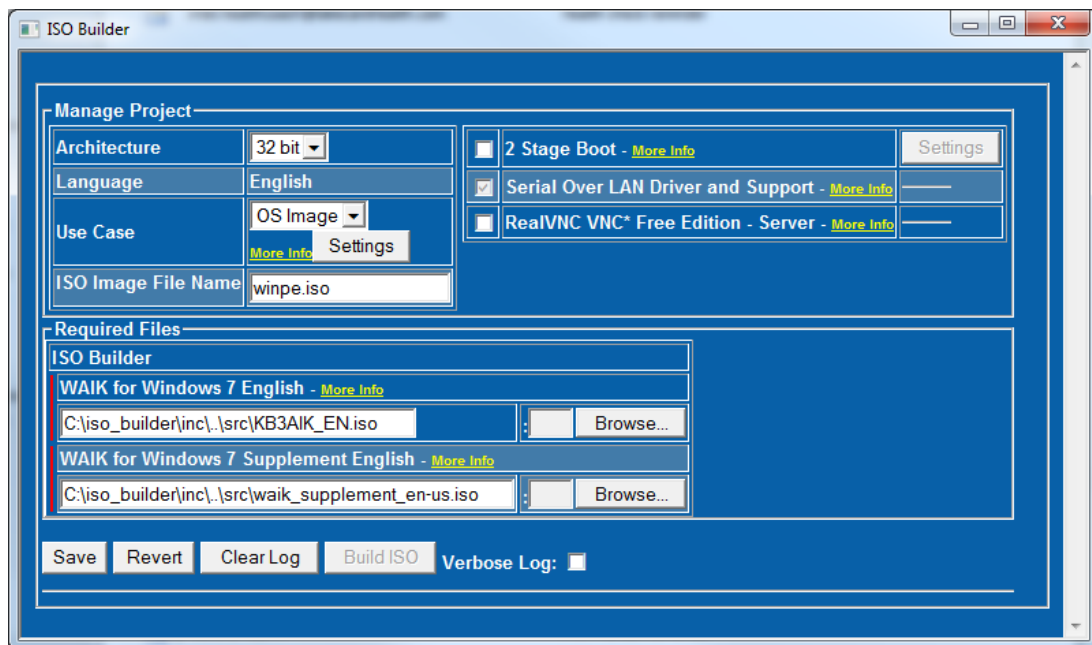 ISO Builder
Manage Project
Architecture
32 bit
Language
English
Use Case
OS Image
More Info
Settings
ISO Image File Name
winpe.iso
2 Stage Boot - More Info
Settings
Serial Over LAN Driver and Support - More Info
RealVNC VNC* Free Edition - Server - More Info
Required Files
ISO Builder
WAIK for Windows 7 English - More Info
C:\iso_builder\inc\..\src\KB3AIK_EN.iso
:
Browse...
WAIK for Windows 7 Supplement English - More Info
C:\iso_builder\inc\..\src\waik_supplement_en-us.iso
:
Browse...
Save
Revert
Clear Log
Build ISO
Verbose Log: